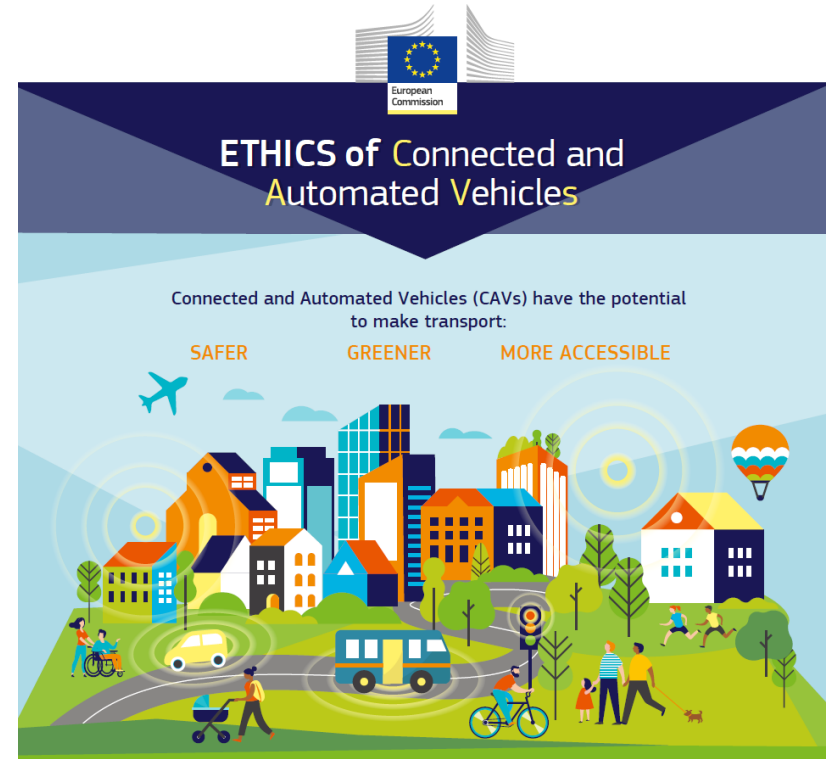 European
Commission
ETHICS of Connected and
Automated Vehicles
Connected and Automated Vehicles (CAVs) have the potential
to make transport:
SAFER GREENER MORE ACCESSIBLE